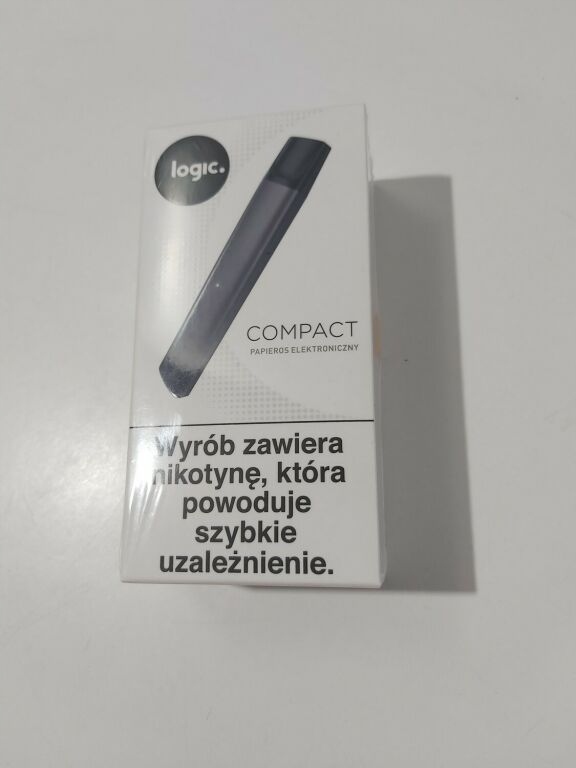 logic.
COMPACT
PAPIEROS ELEKTRONICZNY
Wyrób zawiera
nikotynę, która
powoduje
szybkie
uzależnienie.